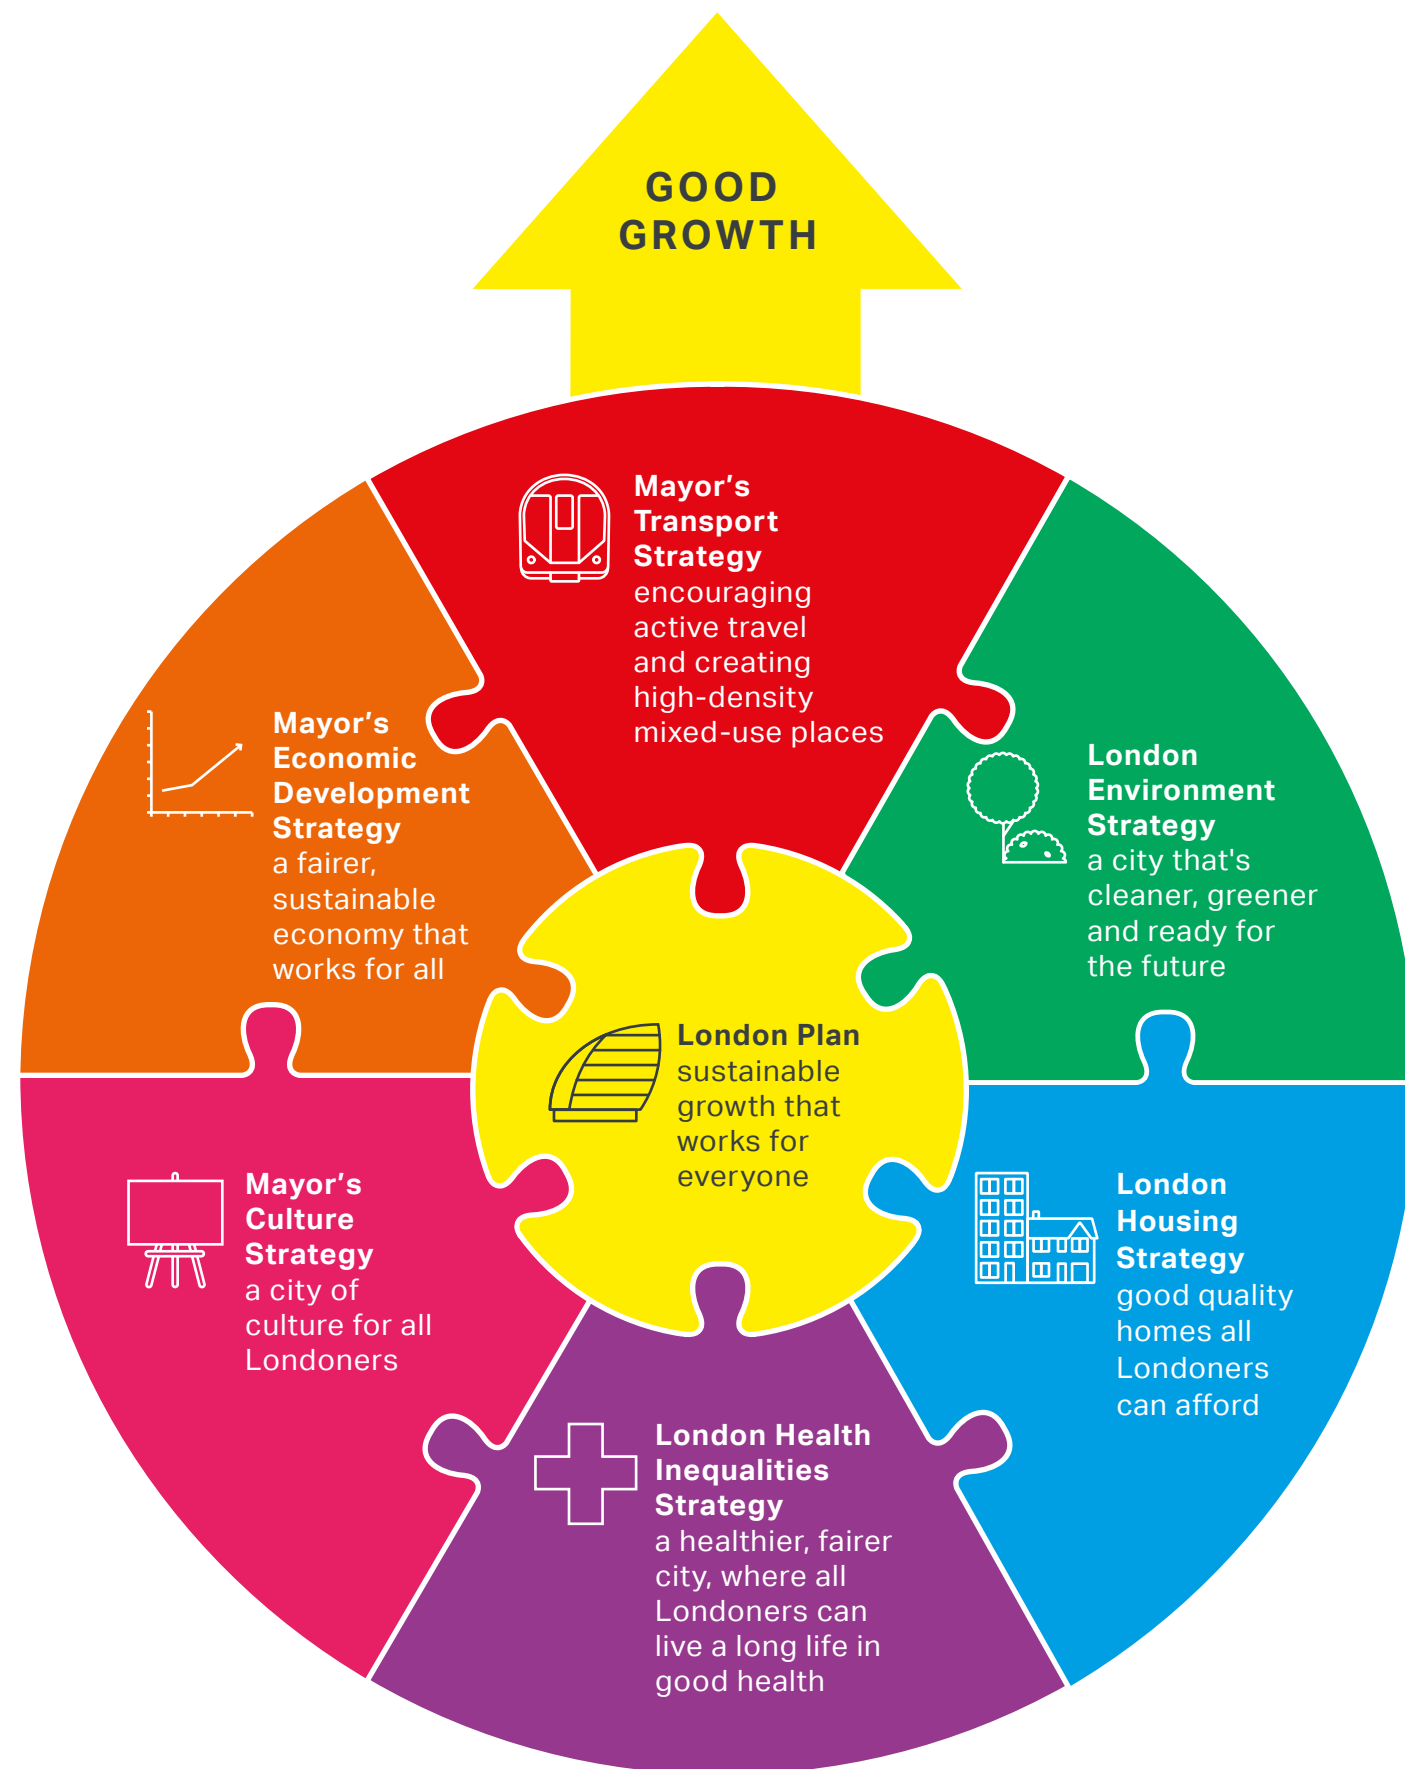 GOOD
GROWTH
Mayor's
Transport
Strategy
encouraging
active travel
and creating
high-density
mixed-use places
London
Environment
Strategy
a city that's
cleaner, greener
and ready for
the future
London
Housing
Strategy
good quality
homes all
Londoners
can afford
London Health
Inequalities
Strategy
a healthier, fairer
city, where all
Londoners can
live a long life in
good health
Mayor's
Culture
Strategy
a city of
culture for all
Londoners
Mayor's
Economic
Development
Strategy
a fairer,
sustainable
economy that
works for all
London Plan
sustainable
growth that
works for
everyone